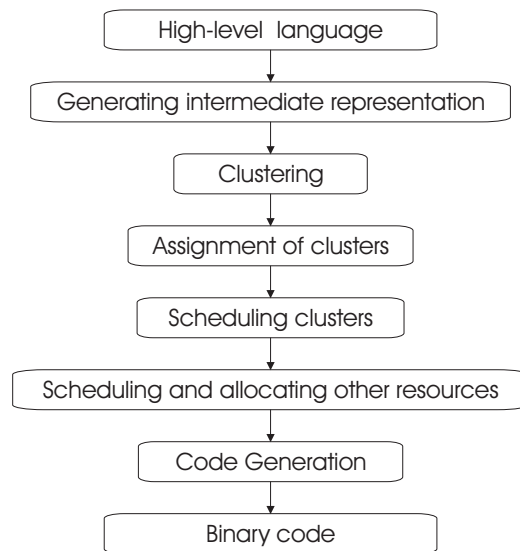 High-level language
Generating intermediate representation
Clustering
Assignment of clusters
Scheduling clusters
Scheduling and allocating other resources
Code Generation
Binary code